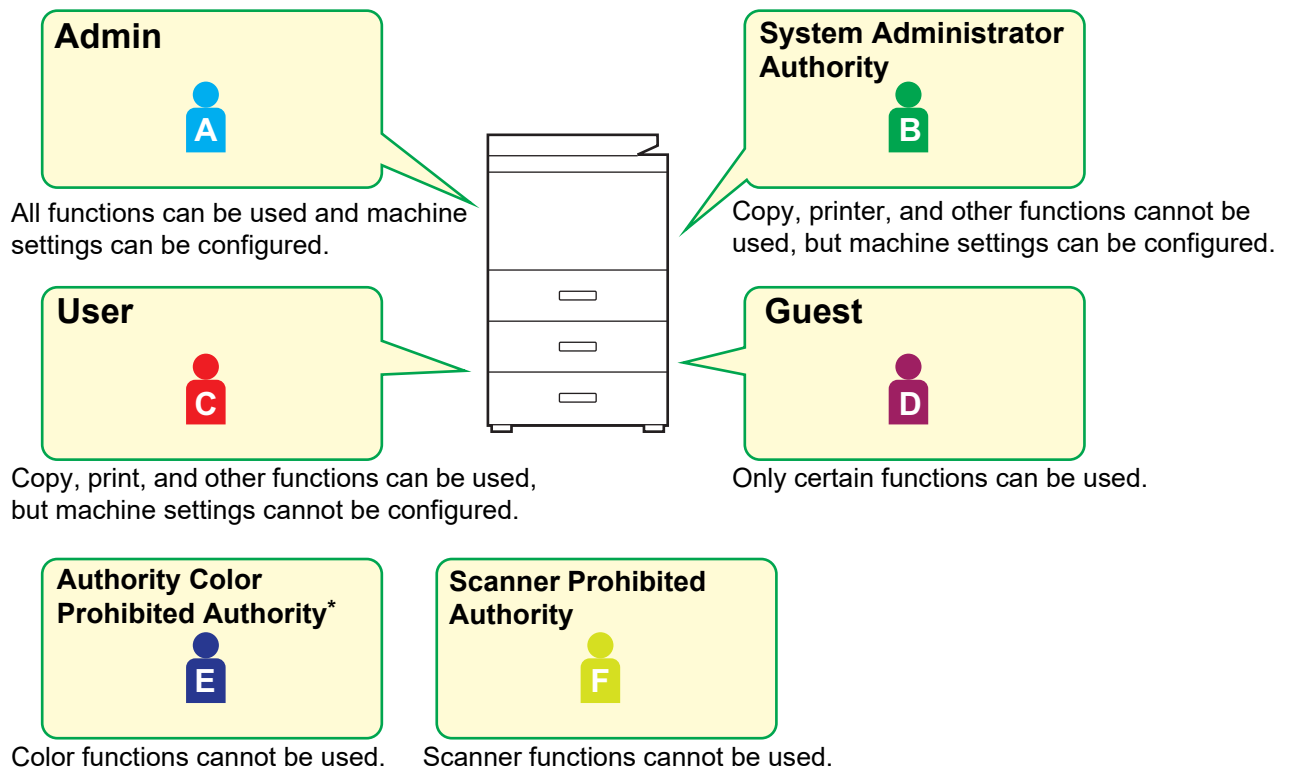 Admin
A
All functions can be used and machine
settings can be configured.
System Administrator
Authority
B
Copy, printer, and other functions cannot be
used, but machine settings can be configured.
User
C
Copy, print, and other functions can be used,
but machine settings cannot be configured.
Guest
D
Only certain functions can be used.
Authority Color
Prohibited Authority*
E
Color functions cannot be used.
Scanner Prohibited
Authority
F
Scanner functions cannot be used.